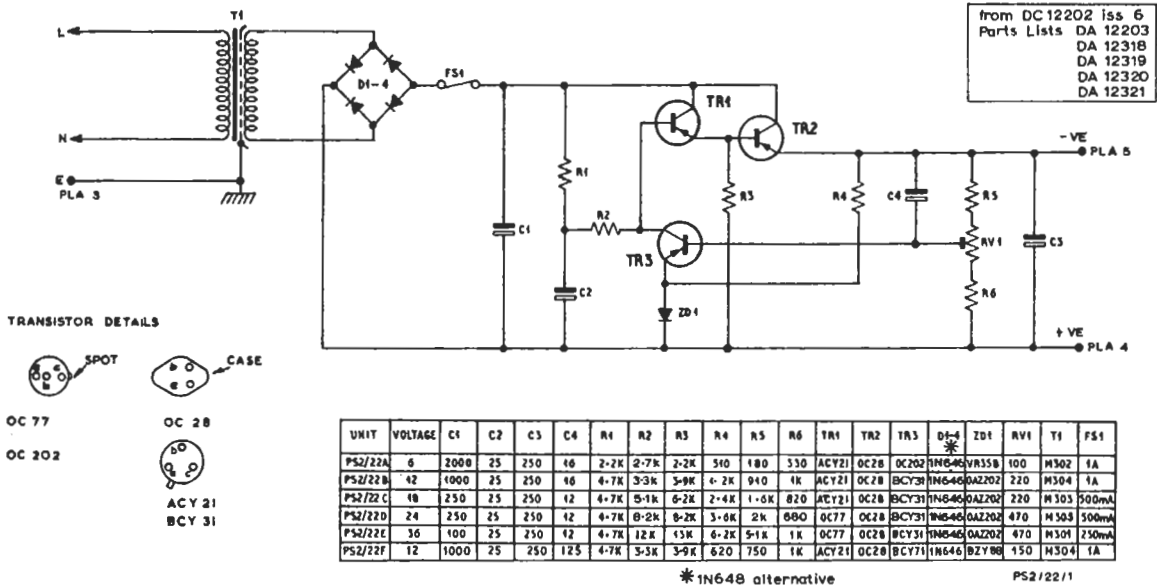 from DC 12202 iss 6
Parts Lists DA 12203
DA 12318
DA 12319
DA 12320
DA 12321
T1
L
N
E
PLA 3
D1-4
FS1
C1
R1
R2
C2
TR1
TR2
TR3
ZD1
R3
R4
C4
R5
RV1
R6
C3
-VE
PLA 5
+VE
PLA 4
TRANSISTOR DETAILS
SPOT
CASE
b
e
e
c
b
b
OC 77
OC 28
OC 202
ACY 21
BCY 31
UNIT VOLTAGE C1 C2 C3 C4 R1 R2 R3 R4 R5 R6 TR1 TR2 TR3 D1-4 ZD1 RV1 T1 FS1
*
PS2/22A 6 2000 25 250 16 2·2K 2·7K 2·2K 510 180 330 ACY21 OC28 OC202 1N646 VR35B 100 M302 1A
PS2/22B 12 1000 25 250 16 4·7K 3·3K 3·9K 1·2K 910 1K ACY21 OC28 BCY31 1N646 OAZ202 220 M304 1A
PS2/22C 18 250 25 250 12 4·7K 5·1K 6·2K 2·4K 1·6K 820 ACY21 OC28 BCY31 1N646 OAZ202 220 M303 500mA
PS2/22D 24 250 25 250 12 4·7K 8·2K 8·2K 3·6K 2K 680 OC77 OC28 BCY31 1N646 OAZ202 470 M303 500mA
PS2/22E 36 100 25 250 12 4·7K 12K 13K 6·2K 5·1K 1K OC77 OC28 BCY31 1N646 OAZ202 470 M301 250mA
PS2/22F 12 1000 25 250 125 4·7K 3·3K 3·9K 620 750 1K ACY21 OC28 BCY71 1N646 BZY88 150 M304 1A
* 1N648 alternative
PS2/22/1